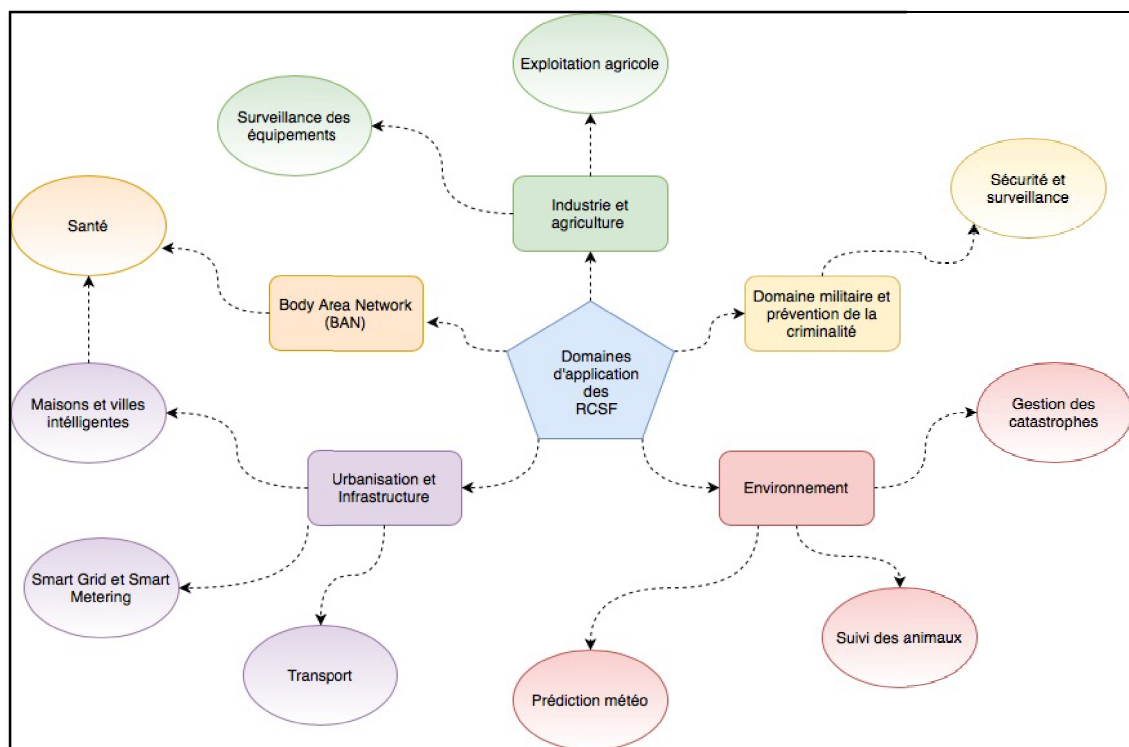 Exploitation agricole
Surveillance des
équipements
Sécurité et
surveillance
Industrie et
agriculture
Santé
Body Area Network
(BAN)
Domaine militaire et
prévention de la
criminalité
Domaines
d'application
des
RCSF
Maisons et villes
intélligentes
Gestion des
catastrophes
Urbanisation et
Infrastructure
Environnement
Smart Grid et Smart
Metering
Suivi des animaux
Transport
Prédiction météo